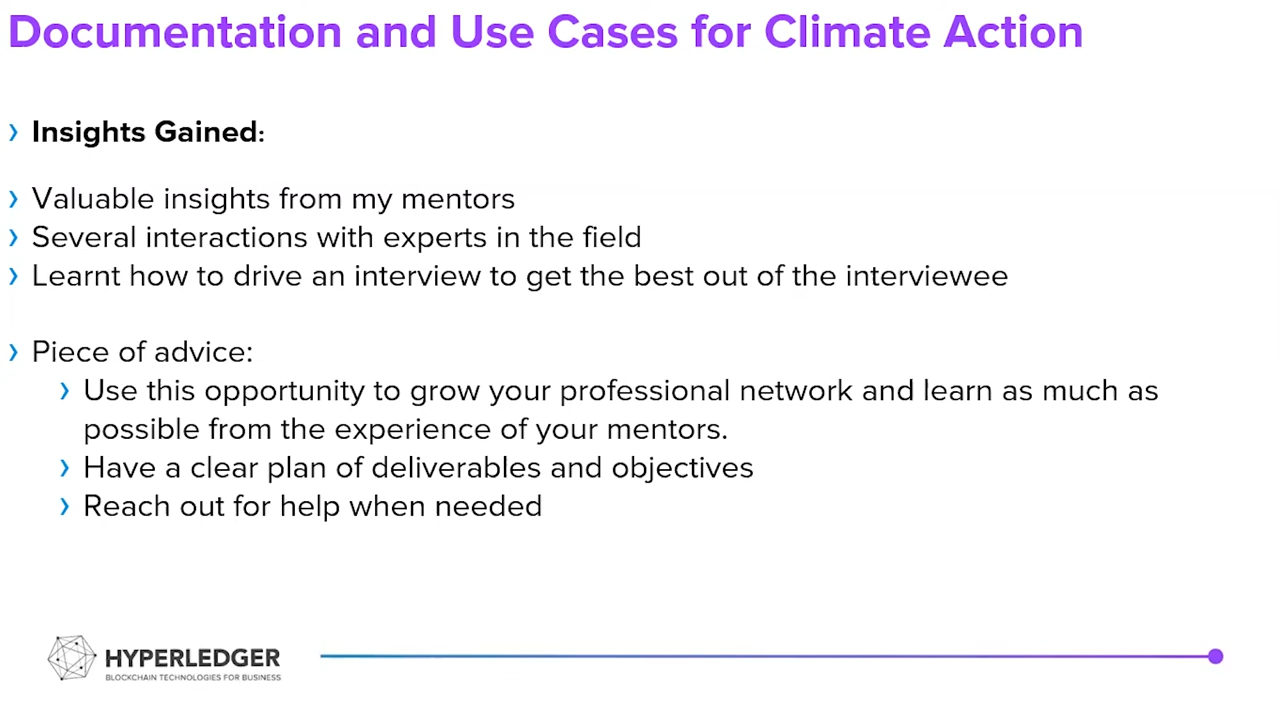 Documentation and Use Cases for Climate Action
› Insights Gained:
› Valuable insights from my mentors
› Several interactions with experts in the field
› Learnt how to drive an interview to get the best out of the interviewee
› Piece of advice:
› Use this opportunity to grow your professional network and learn as much as
possible from the experience of your mentors.
› Have a clear plan of deliverables and objectives
› Reach out for help when needed
HYPERLEDGER
BLOCKCHAIN TECHNOLOGIES FOR BUSINESS